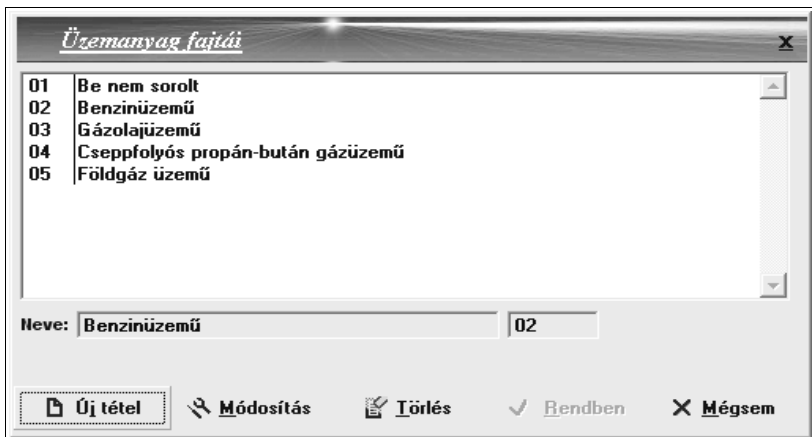 Üzemanyag fajtái
x
01 Be nem sorolt
02 Benzinüzemű
03 Gázolajüzemű
04 Cseppfolyós propán-bután gázüzemű
05 Földgáz üzemű
Neve: Benzinüzemű 02
Új tétel Módosítás Törlés Rendben Mégsem